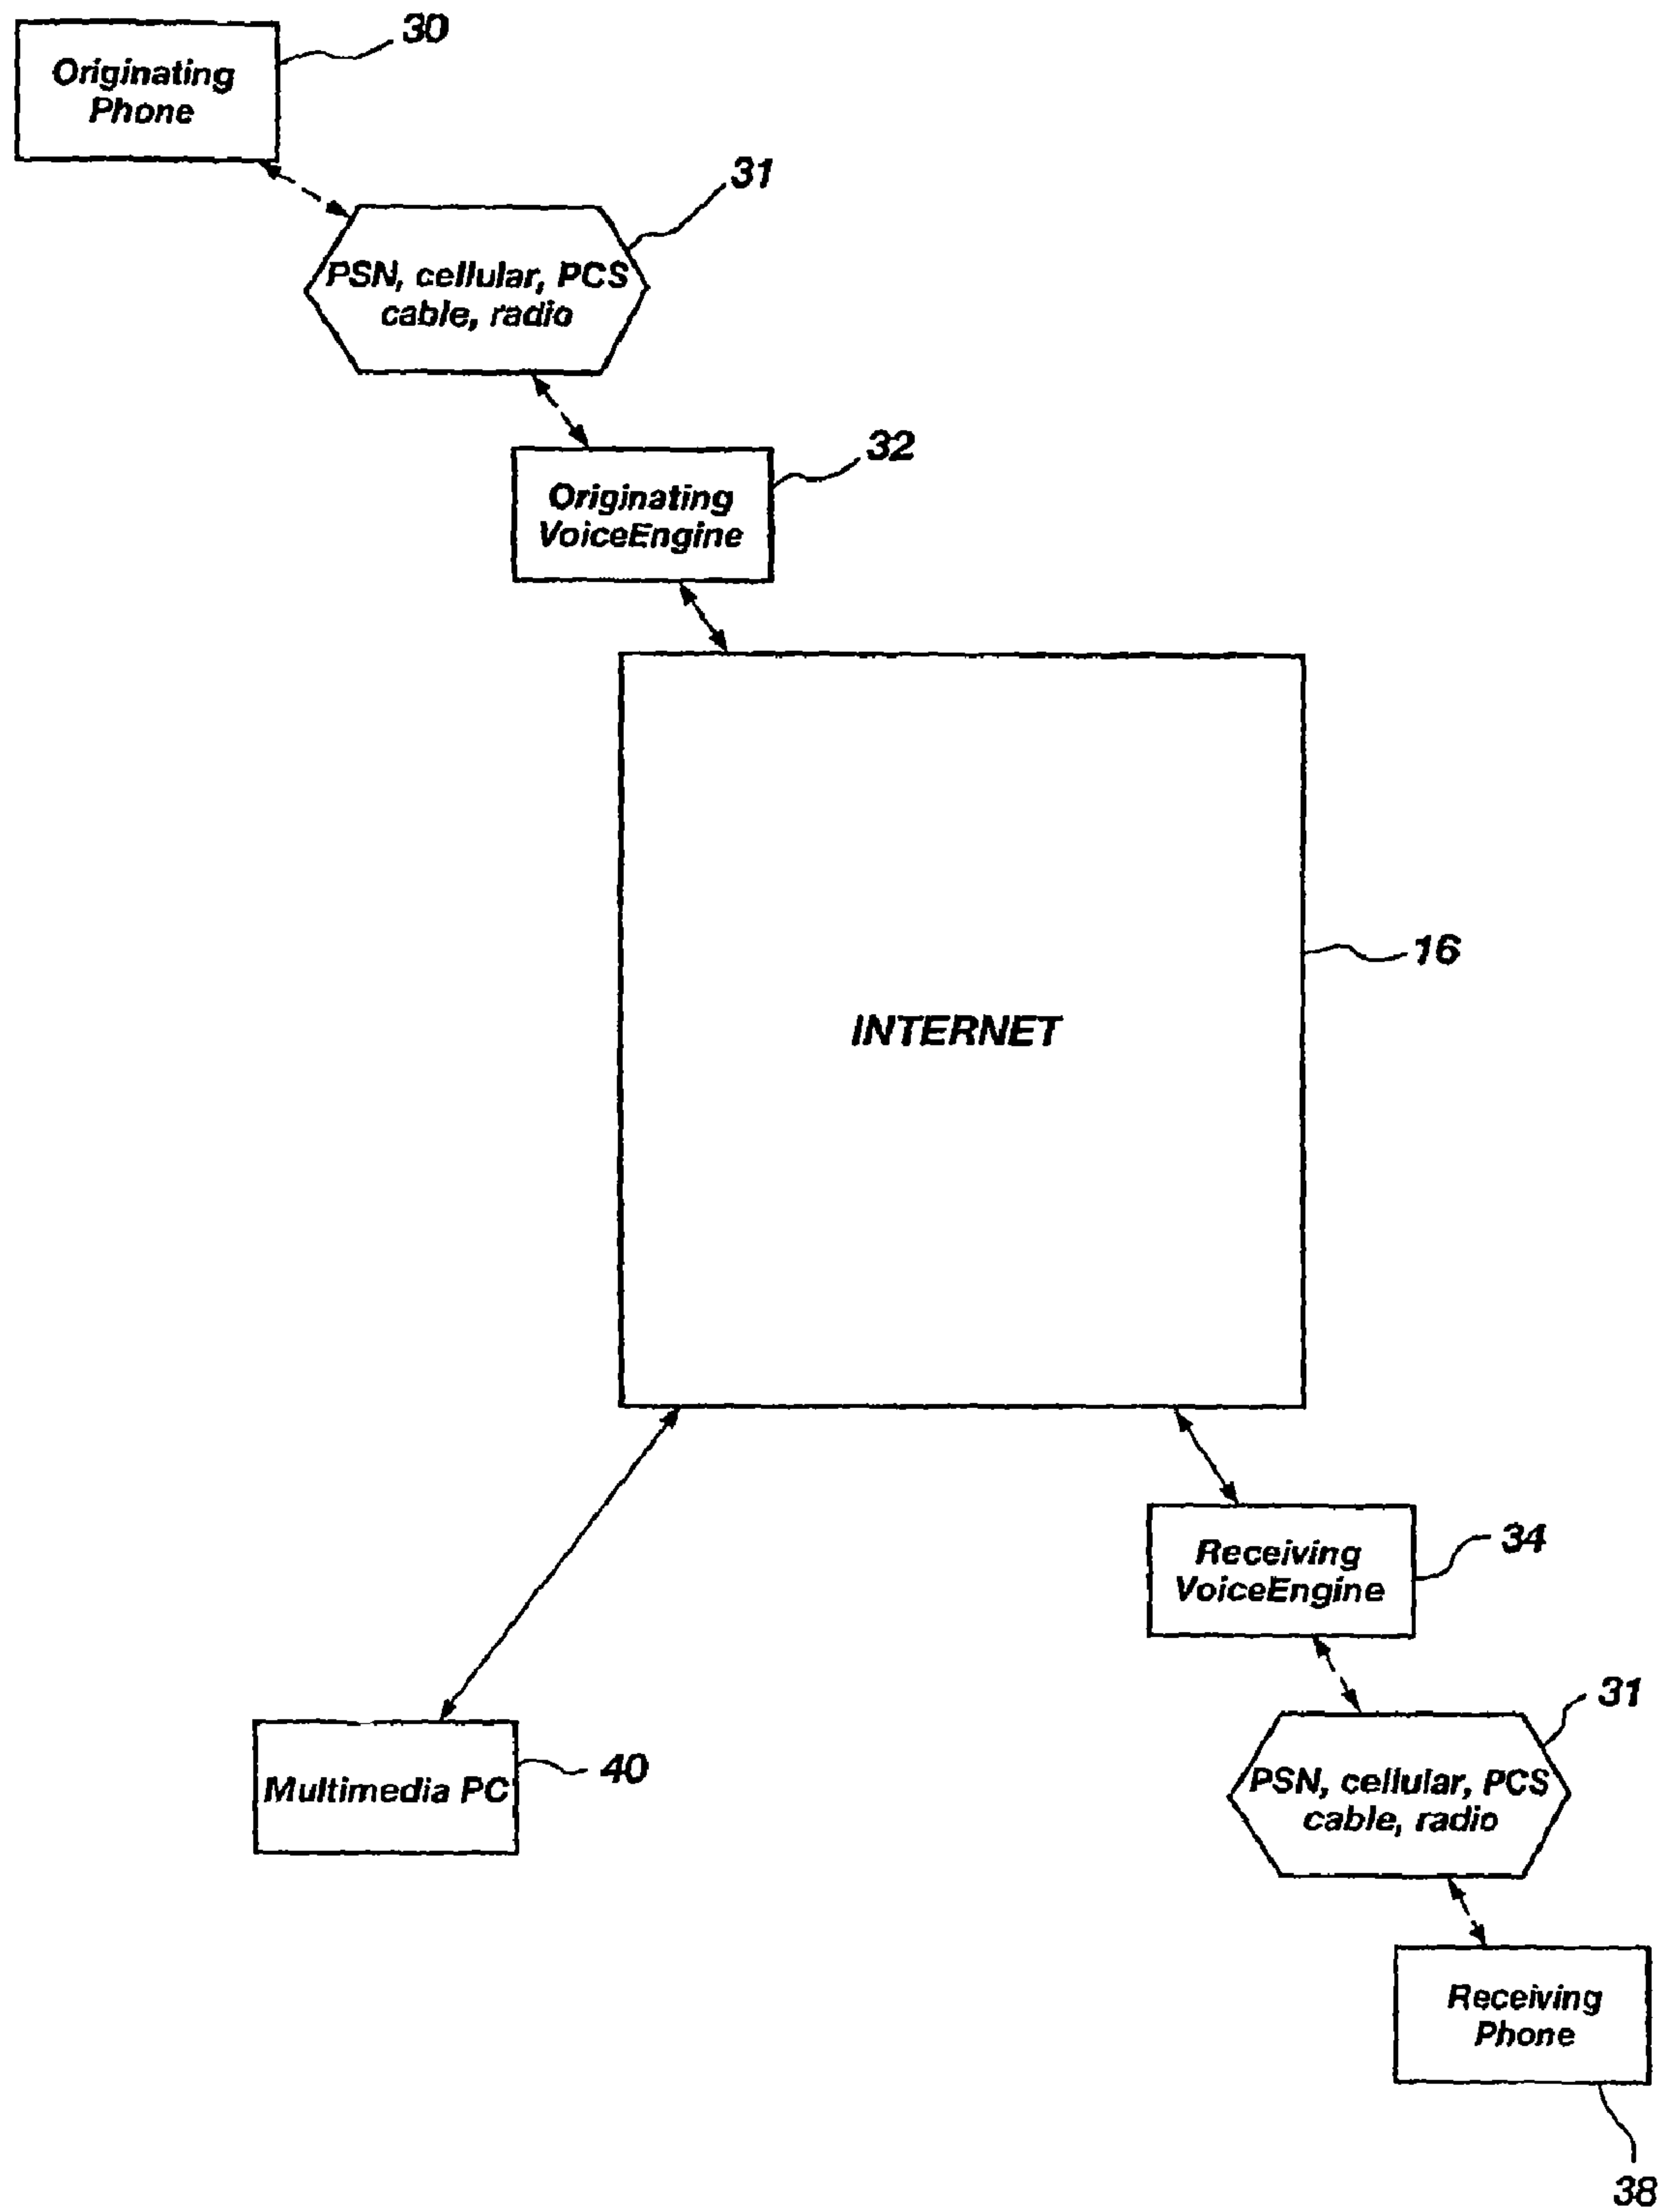 30
Originating
Phone
31
PSN, cellular, PCS
cable, radio
32
Originating
VoiceEngine
16
INTERNET
34
Receiving
VoiceEngine
31
40
Multimedia PC
PSN, cellular, PCS
cable, radio
Receiving
Phone
38